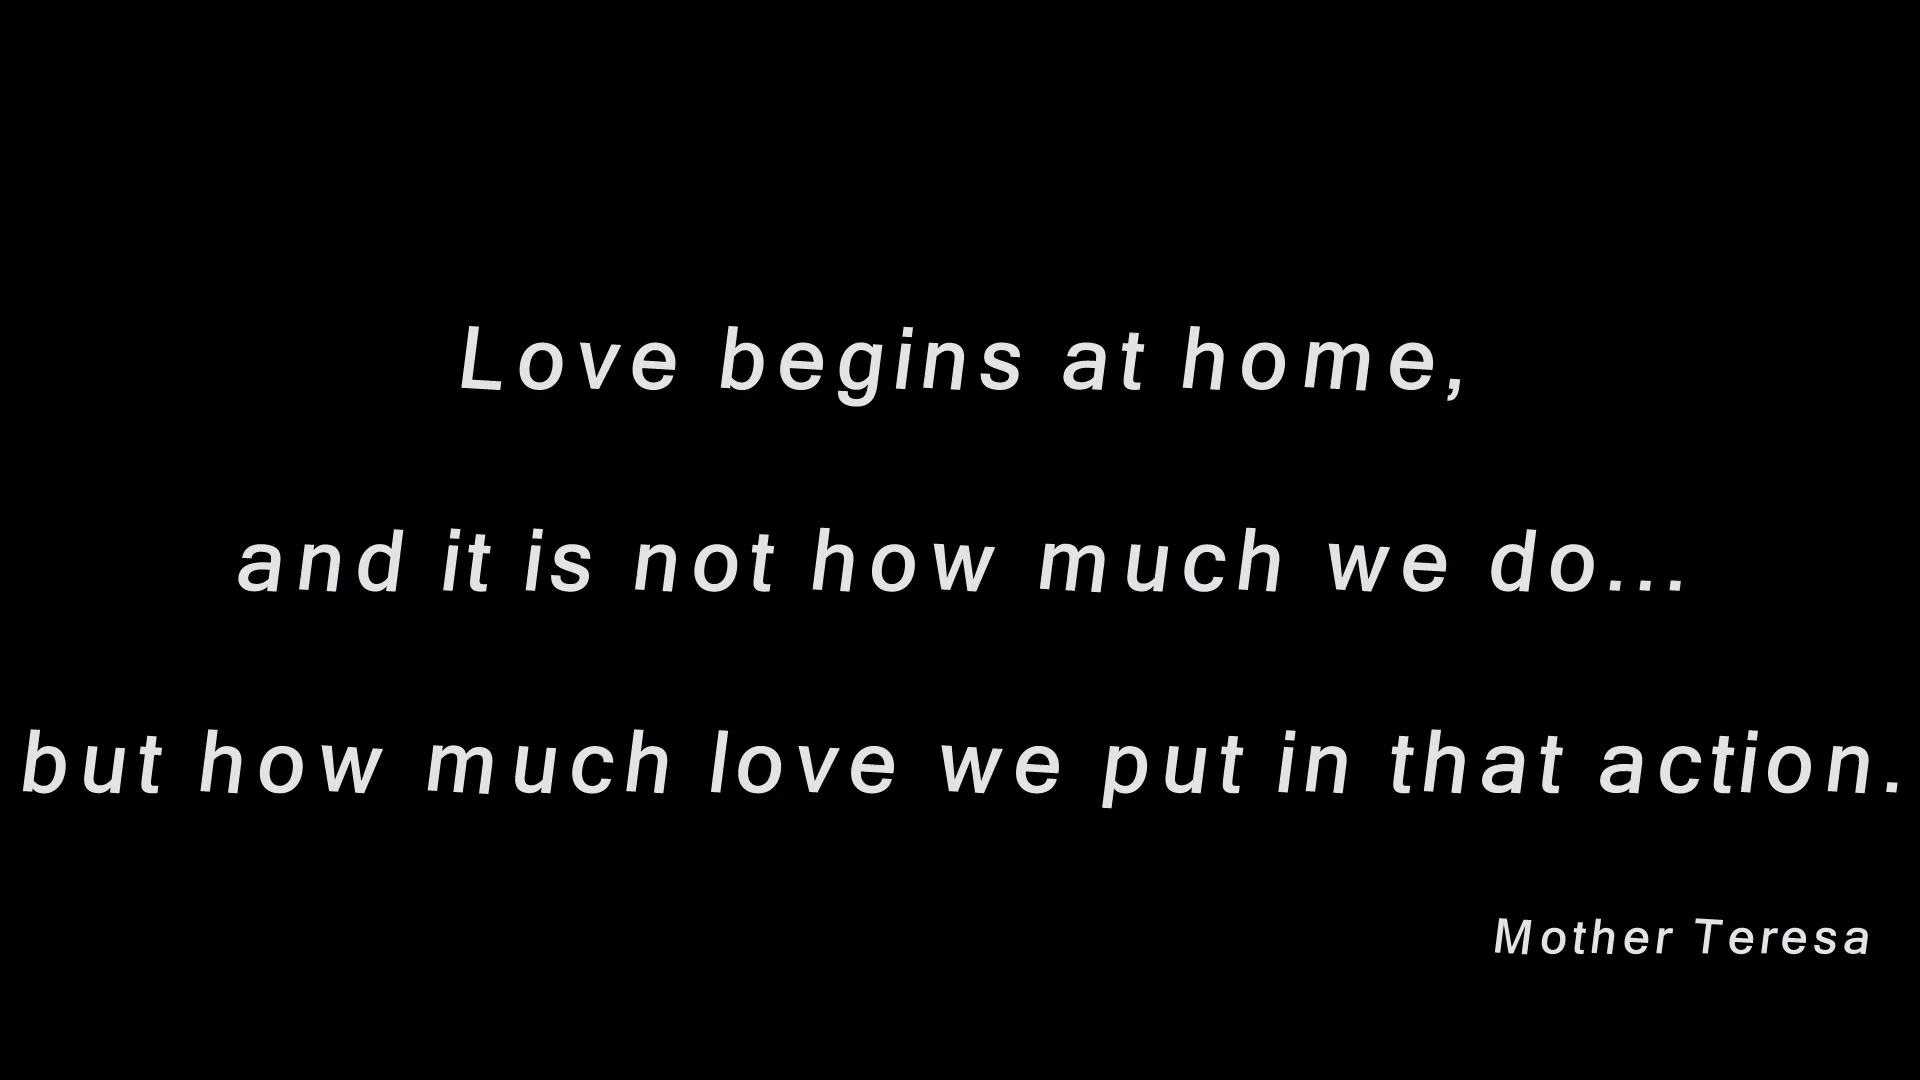 Love begins at home,
and it is not how much we do...
but how much love we put in that action.
Mother Teresa